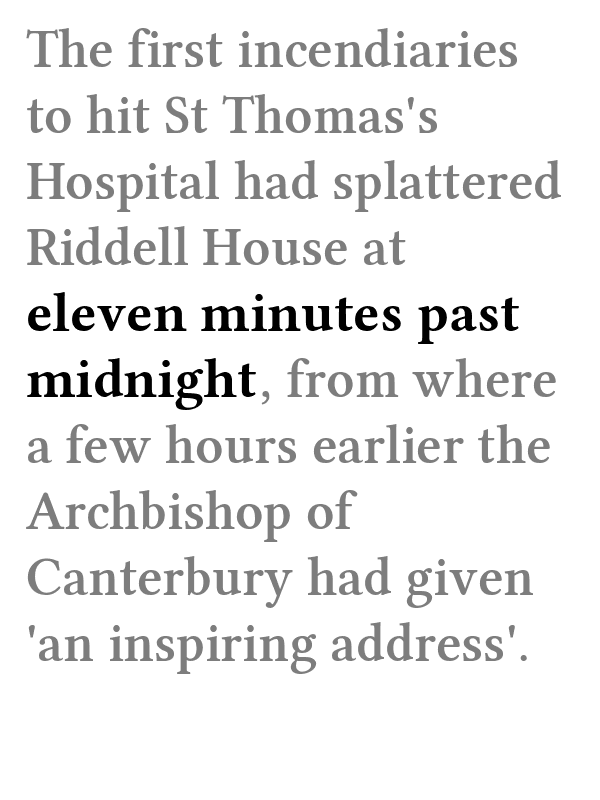 The first incendiaries
to hit St Thomas's
Hospital had splattered
Riddell House at
eleven minutes past
midnight, from where
a few hours earlier the
Archbishop of
Canterbury had given
'an inspiring address'.